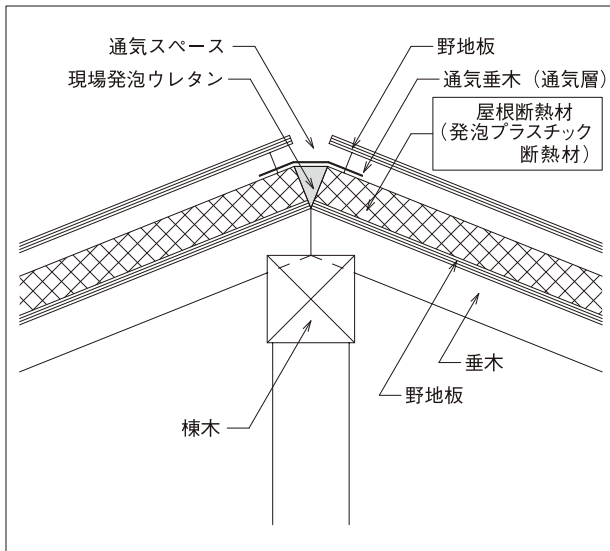 通気スペース
現場発泡ウレタン
野地板
通気垂木（通気層）
屋根断熱材
（発泡プラスチック
断熱材）
垂木
野地板
棟木